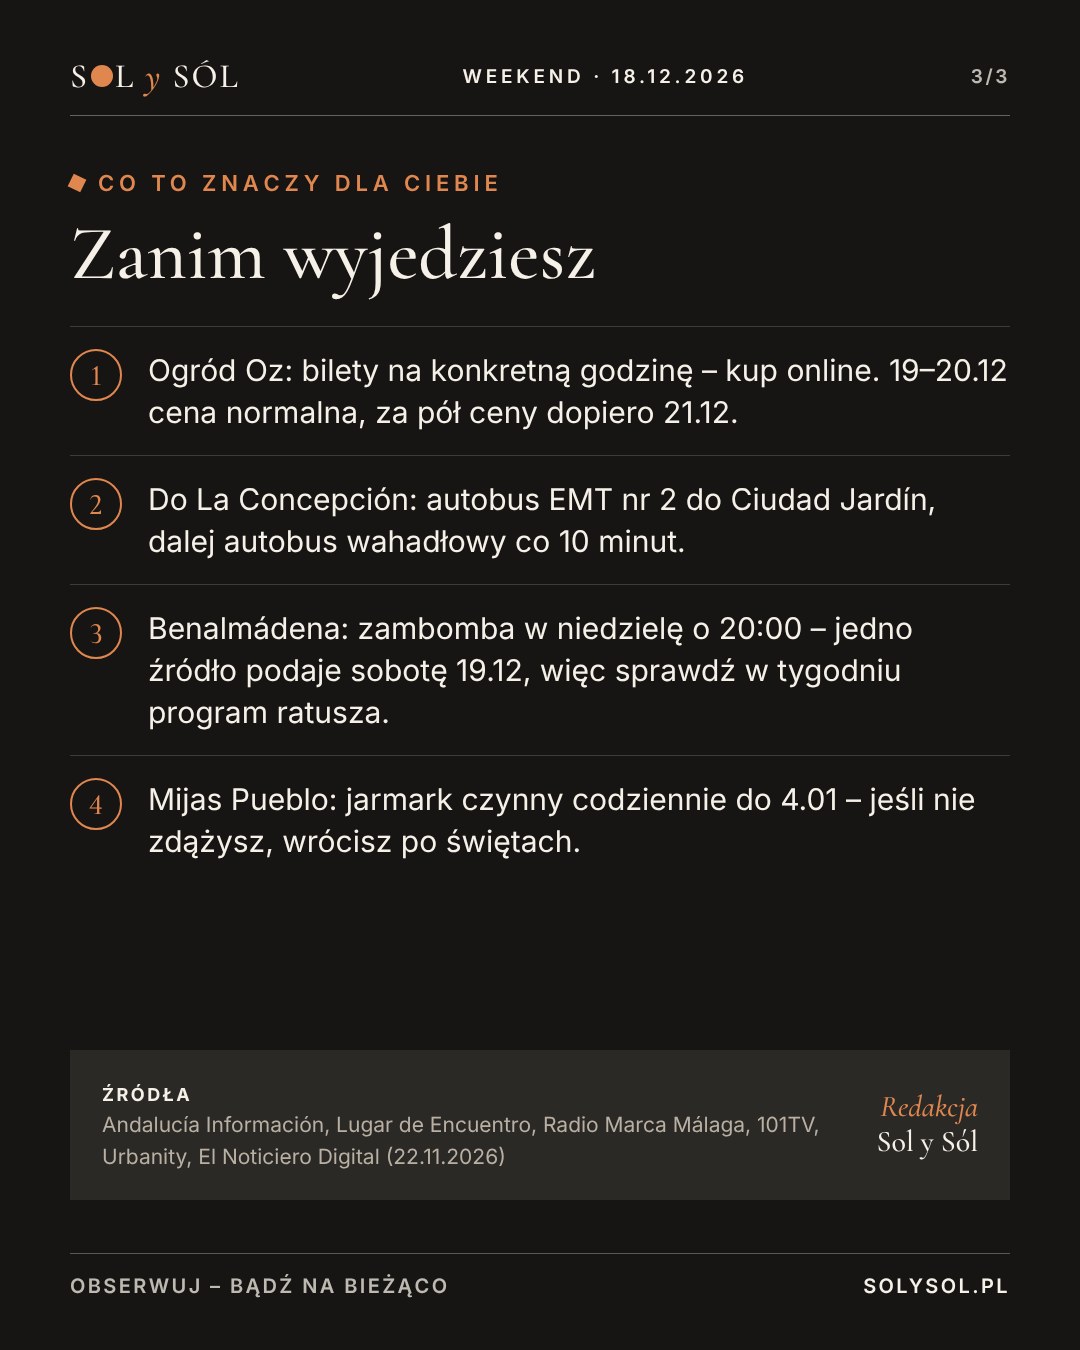 SOL y SÓL
WEEKEND · 18.12.2026
3/3
CO TO ZNACZY DLA CIEBIE
Zanim wyjedziesz
1
Ogród Oz: bilety na konkretną godzinę – kup online. 19–20.12
cena normalna, za pół ceny dopiero 21.12.
2
Do La Concepción: autobus EMT nr 2 do Ciudad Jardín,
dalej autobus wahadłowy co 10 minut.
3
Benalmádena: zambomba w niedzielę o 20:00 – jedno
źródło podaje sobotę 19.12, więc sprawdź w tygodniu
program ratusza.
4
Mijas Pueblo: jarmark czynny codziennie do 4.01 – jeśli nie
zdążysz, wrócisz po świętach.
ŹRÓDŁA
Andalucía Información, Lugar de Encuentro, Radio Marca Málaga, 101TV,
Urbanity, El Noticiero Digital (22.11.2026)
Redakcja
Sol y Sól
OBSERWUJ – BĄDŹ NA BIEŻĄCO
SOLYSOL.PL